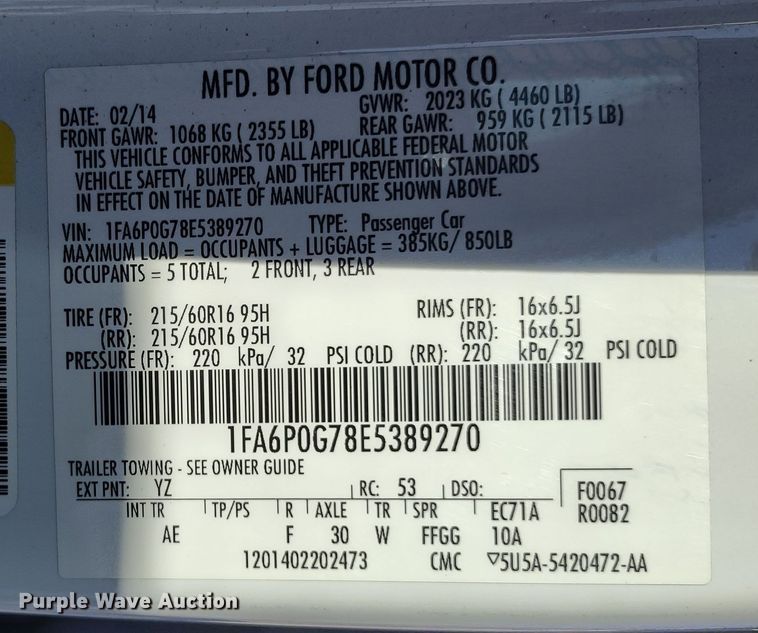 MFD. BY FORD MOTOR CO.
DATE: 02/14 GVWR: 2023 KG ( 4460 LB)
FRONT GAWR: 1068 KG ( 2355 LB) REAR GAWR: 959 KG ( 2115 LB)
THIS VEHICLE CONFORMS TO ALL APPLICABLE FEDERAL MOTOR
VEHICLE SAFETY, BUMPER, AND THEFT PREVENTION STANDARDS
IN EFFECT ON THE DATE OF MANUFACTURE SHOWN ABOVE.
VIN: 1FA6P0G78E5389270 TYPE: Passenger Car
MAXIMUM LOAD = OCCUPANTS + LUGGAGE = 385KG/ 850LB
OCCUPANTS = 5 TOTAL; 2 FRONT, 3 REAR
TIRE (FR): 215/60R16 95H RIMS (FR): 16x6.5J
(RR): 215/60R16 95H (RR): 16x6.5J
PRESSURE (FR): 220 kPa/ 32 PSI COLD (RR): 220 kPa/ 32 PSI COLD
1FA6P0G78E5389270
TRAILER TOWING - SEE OWNER GUIDE
EXT PNT: YZ RC: 53 DSO: F0067
INT TR TP/PS R AXLE TR SPR EC71A R0082
AE F 30 W FFGG 10A
1201402202473 CMC ▽5U5A-5420472-AA
Purple Wave Auction